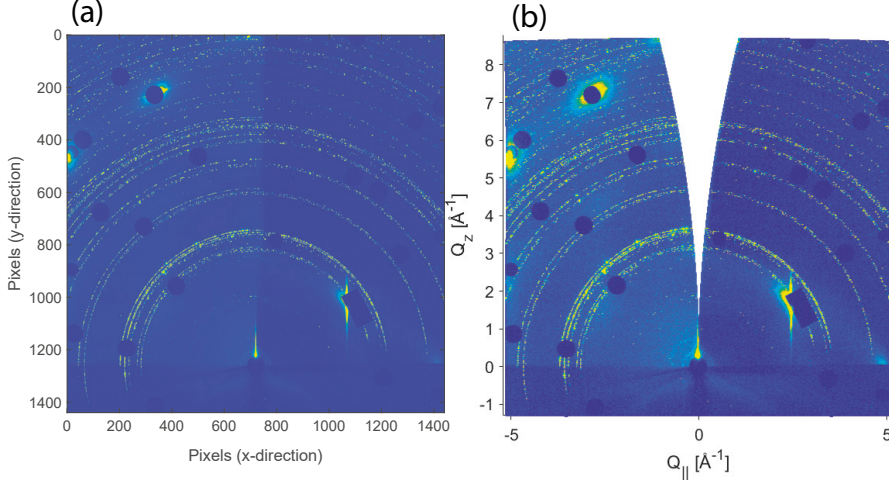 (a)
0
200
400
600
800
1000
1200
1400
0 200 400 600 800 1000 1200 1400
Pixels (y-direction)
Pixels (x-direction)
(b)
8
7
6
5
4
3
2
1
0
-1
-5 0 5
Q_z [Å⁻¹]
Q_|| [Å⁻¹]